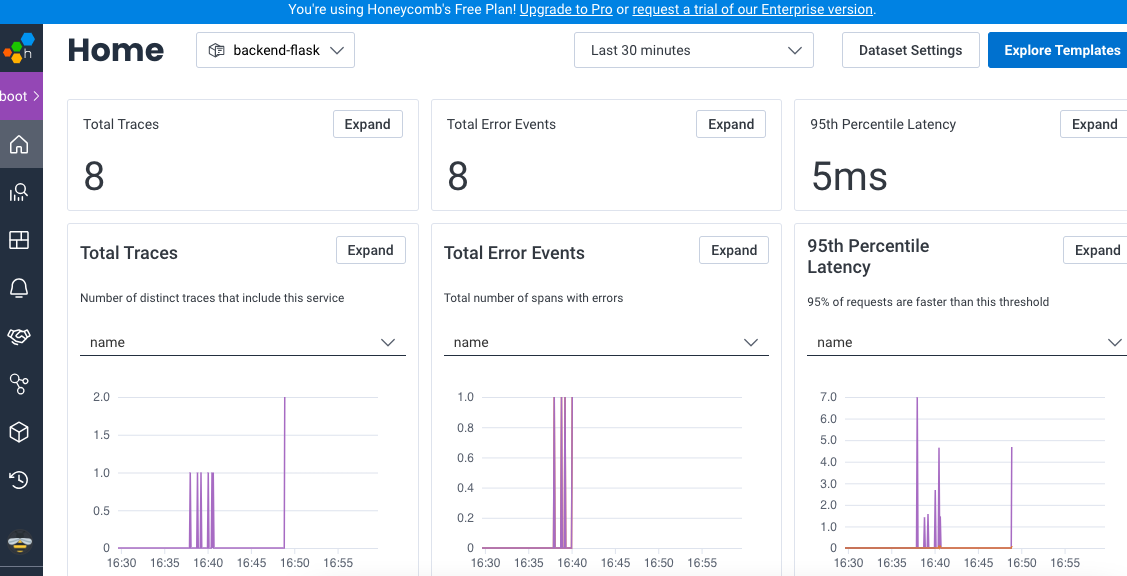 You're using Honeycomb's Free Plan! Upgrade to Pro or request a trial of our Enterprise version.
h
Home
backend-flask
Last 30 minutes
Dataset Settings
Explore Templates
boot
Total Traces
Expand
8
Total Error Events
Expand
8
95th Percentile Latency
Expand
5ms
Total Traces
Expand
Number of distinct traces that include this service
name
2.0
1.5
1.0
0.5
0
16:30 16:35 16:40 16:45 16:50 16:55
Total Error Events
Expand
Total number of spans with errors
name
1.0
0.8
0.6
0.4
0.2
0
16:30 16:35 16:40 16:45 16:50 16:55
95th Percentile
Latency
Expand
95% of requests are faster than this threshold
name
7.0
6.0
5.0
4.0
3.0
2.0
1.0
0
16:30 16:35 16:40 16:45 16:50 16:55